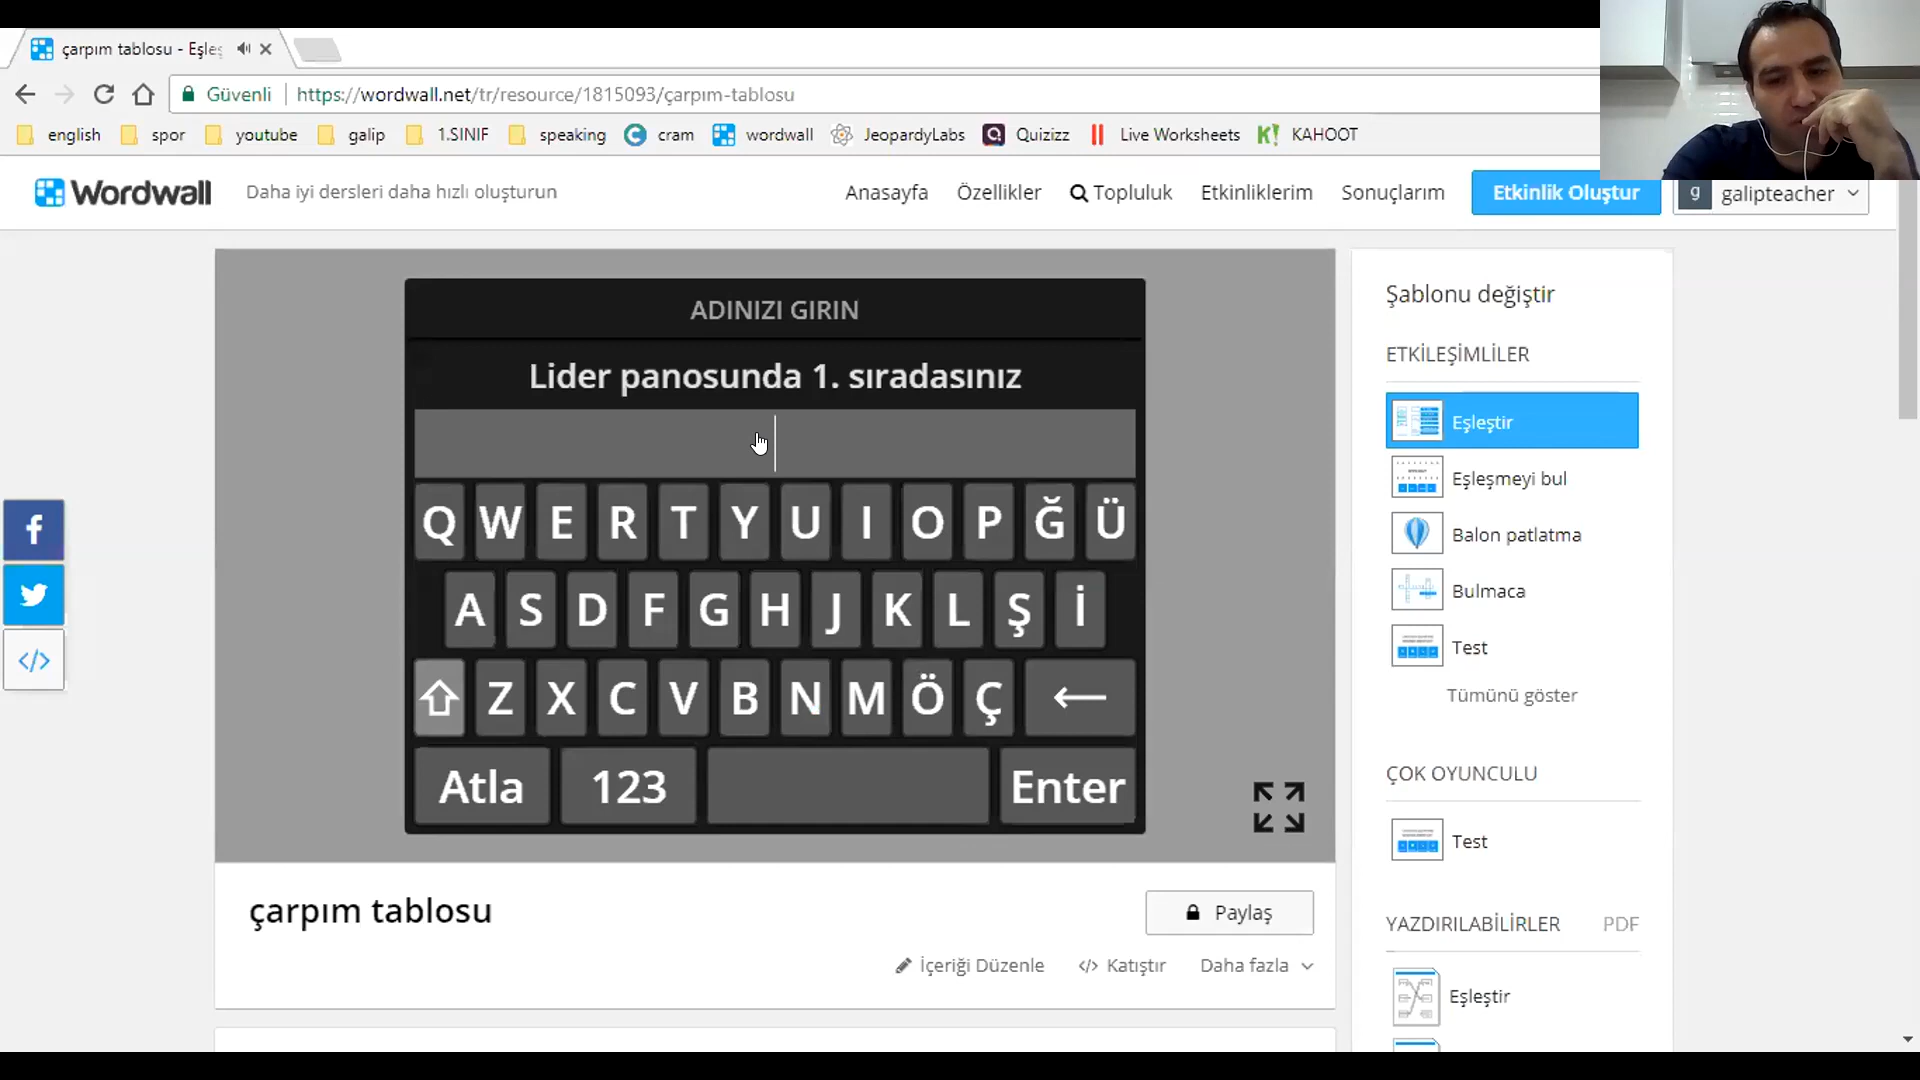 çarpım tablosu - Eşleş
Güvenli https://wordwall.net/tr/resource/1815093/çarpım-tablosu
english spor youtube galip 1.SINIF speaking cram wordwall JeopardyLabs Quizizz Live Worksheets KAHOOT
Wordwall Daha iyi dersleri daha hızlı oluşturun Anasayfa Özellikler Topluluk Etkinliklerim Sonuçlarım Etkinlik Oluştur g galipteacher
ADINIZI GIRIN
Lider panosunda 1. sıradasınız
Q W E R T Y U I O P Ğ Ü
A S D F G H J K L Ş İ
Z X C V B N M Ö Ç
Atla 123 Enter
çarpım tablosu
Paylaş
İçeriği Düzenle Katıştır Daha fazla
Şablonu değiştir
ETKİLEŞİMLİLER
Eşleştir
Eşleşmeyi bul
Balon patlatma
Bulmaca
Test
Tümünü göster
ÇOK OYUNCULU
Test
YAZDIRILABİLİRLER PDF
Eşleştir